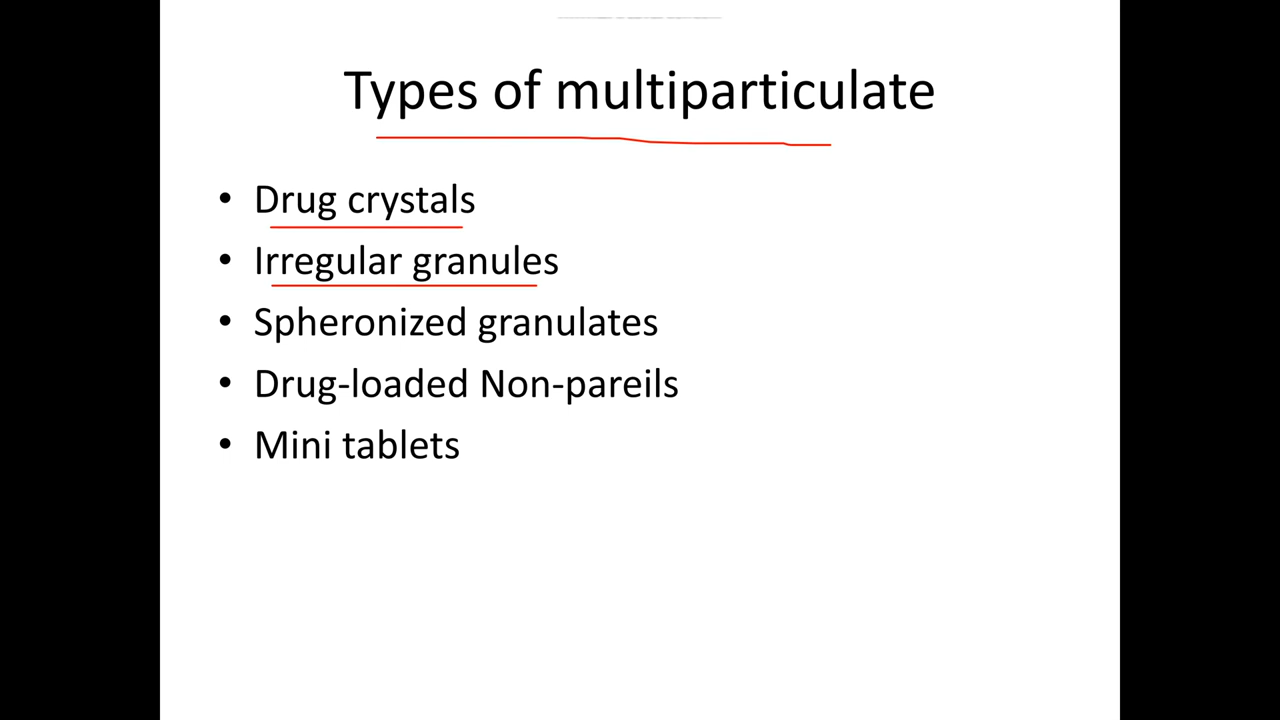 Types of multiparticulate
• Drug crystals
• Irregular granules
• Spheronized granulates
• Drug-loaded Non-pareils
• Mini tablets